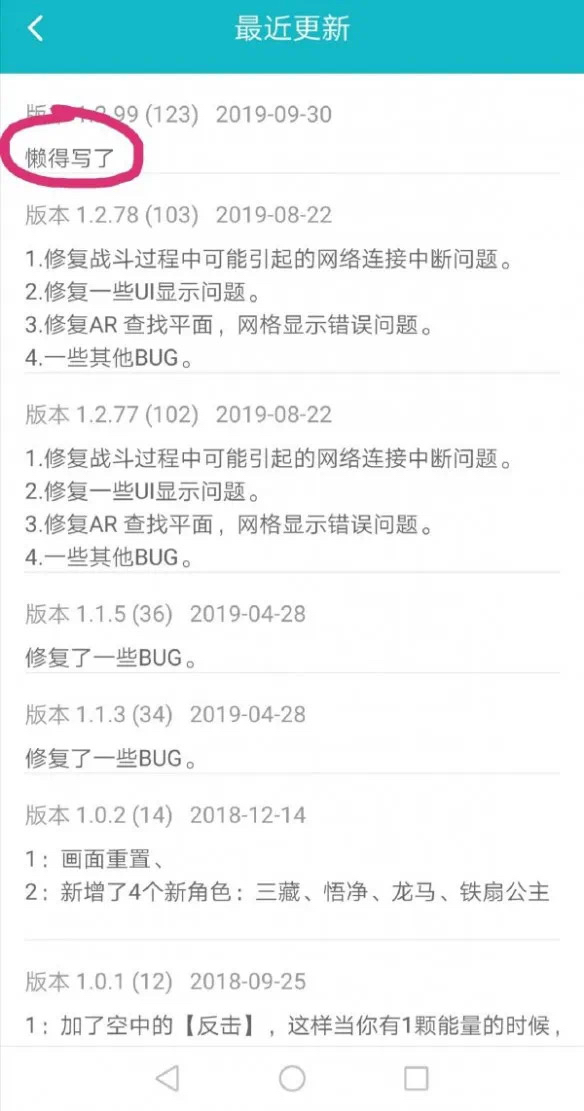 最近更新
版本 1.2.99 (123) 2019-09-30
懒得写了
版本 1.2.78 (103) 2019-08-22
1.修复战斗过程中可能引起的网络连接中断问题。
2.修复一些UI显示问题。
3.修复AR 查找平面，网格显示错误问题。
4.一些其他BUG。
版本 1.2.77 (102) 2019-08-22
1.修复战斗过程中可能引起的网络连接中断问题。
2.修复一些UI显示问题。
3.修复AR 查找平面，网格显示错误问题。
4.一些其他BUG。
版本 1.1.5 (36) 2019-04-28
修复了一些BUG。
版本 1.1.3 (34) 2019-04-28
修复了一些BUG。
版本 1.0.2 (14) 2018-12-14
1：画面重置、
2：新增了4个新角色：三藏、悟净、龙马、铁扇公主
版本 1.0.1 (12) 2018-09-25
1：加了空中的【反击】，这样当你有1颗能量的时候，